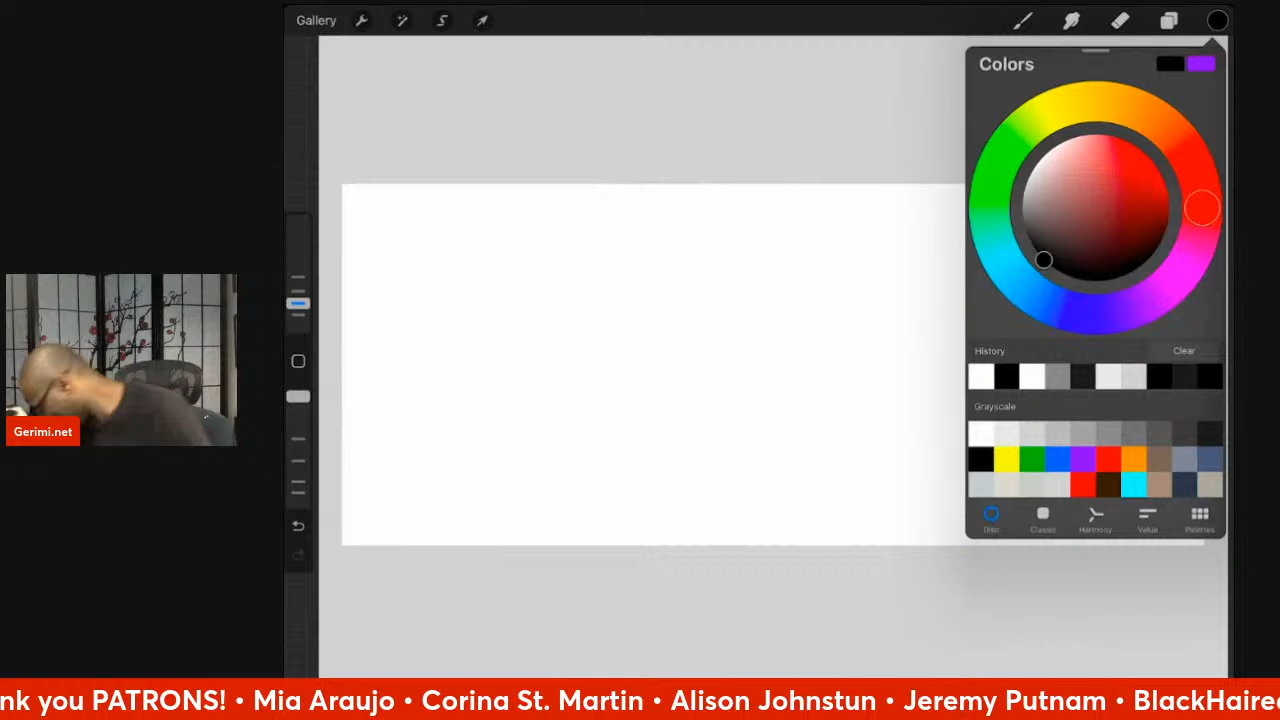 Gallery
Colors
History
Clear
Grayscale
Disc
Classic
Harmony
Value
Palettes
Gerimi.net
nk you PATRONS! • Mia Araujo • Corina St. Martin • Alison Johnstun • Jeremy Putnam • BlackHaired